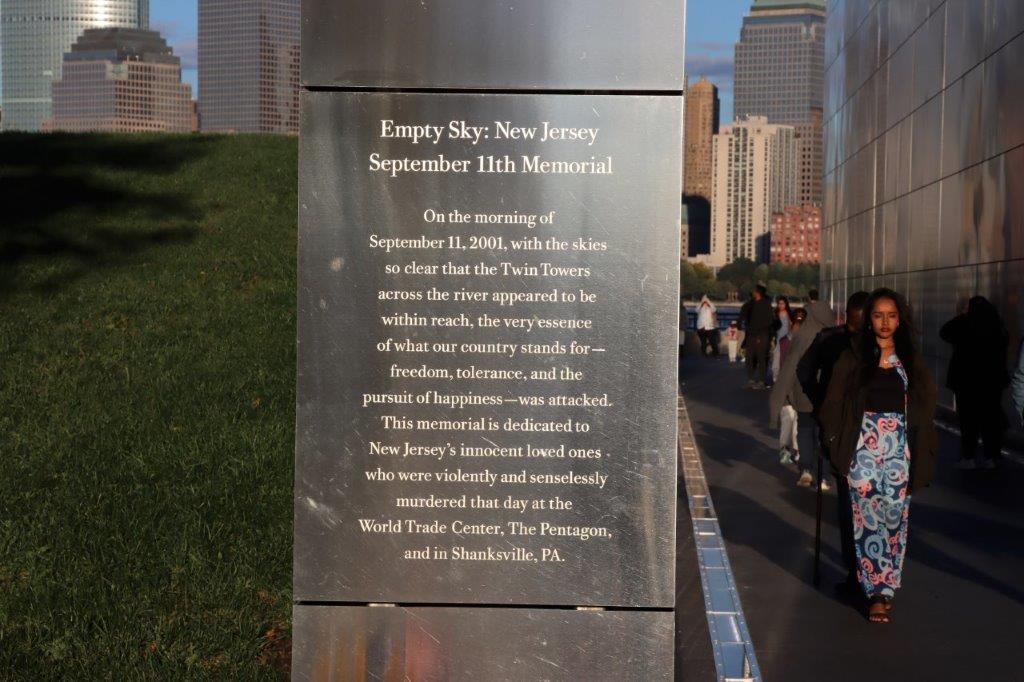 Empty Sky: New Jersey
September 11th Memorial
On the morning of
September 11, 2001, with the skies
so clear that the Twin Towers
across the river appeared to be
within reach, the very essence
of what our country stands for—
freedom, tolerance, and the
pursuit of happiness—was attacked.
This memorial is dedicated to
New Jersey's innocent loved ones
who were violently and senselessly
murdered that day at the
World Trade Center, The Pentagon,
and in Shanksville, PA.